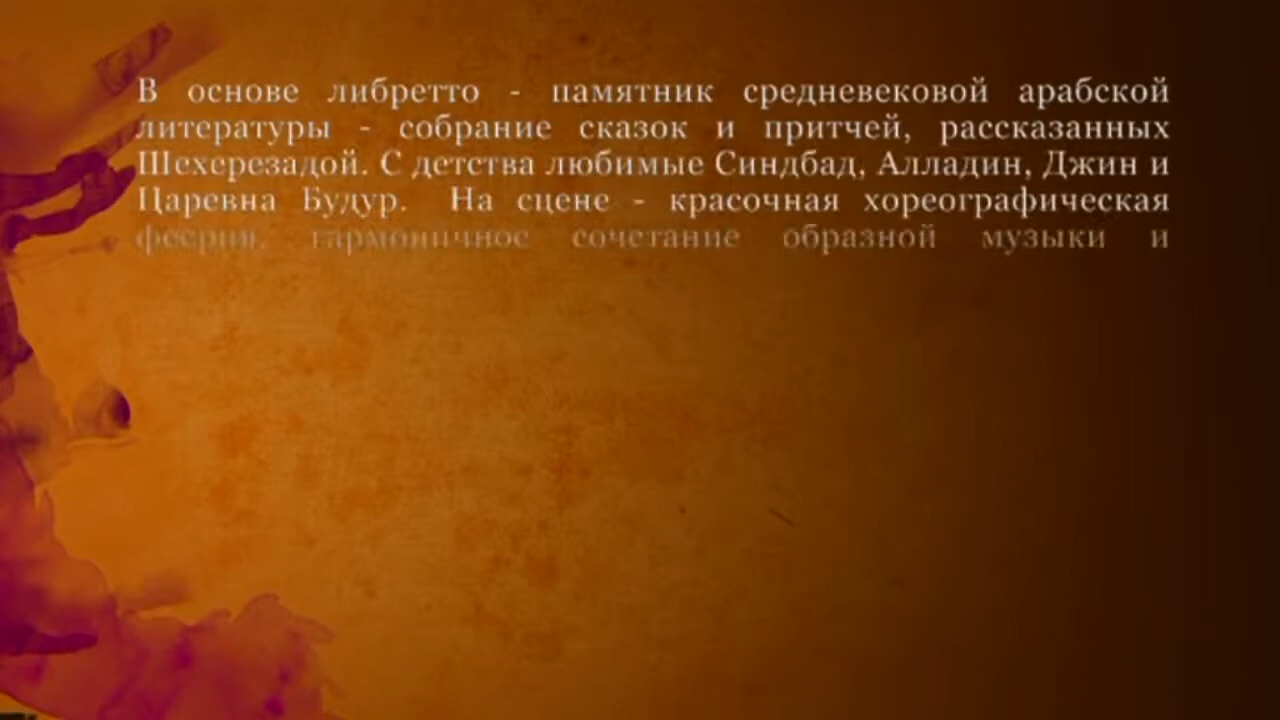 В основе либретто - памятник средневековой арабской
литературы - собрание сказок и притчей, рассказанных
Шехерезадой. С детства любимые Синдбад, Алладин, Джин и
Царевна Будур. На сцене - красочная хореографическая
феерия, гармоничное сочетание образной музыки и